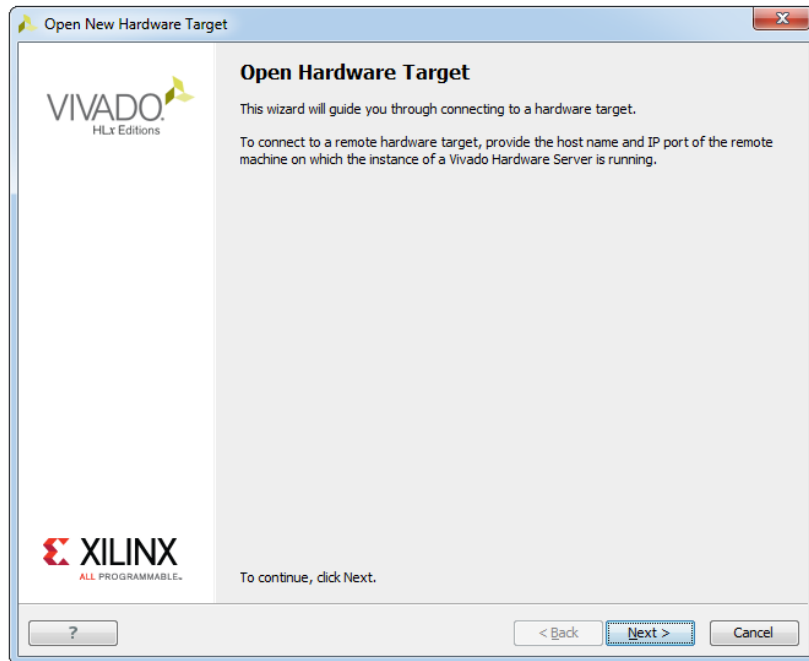 Open New Hardware Target
x
VIVADO.
HLx Editions
Open Hardware Target
This wizard will guide you through connecting to a hardware target.
To connect to a remote hardware target, provide the host name and IP port of the remote
machine on which the instance of a Vivado Hardware Server is running.
XILINX
ALL PROGRAMMABLE™
To continue, click Next.
? < Back Next > Cancel